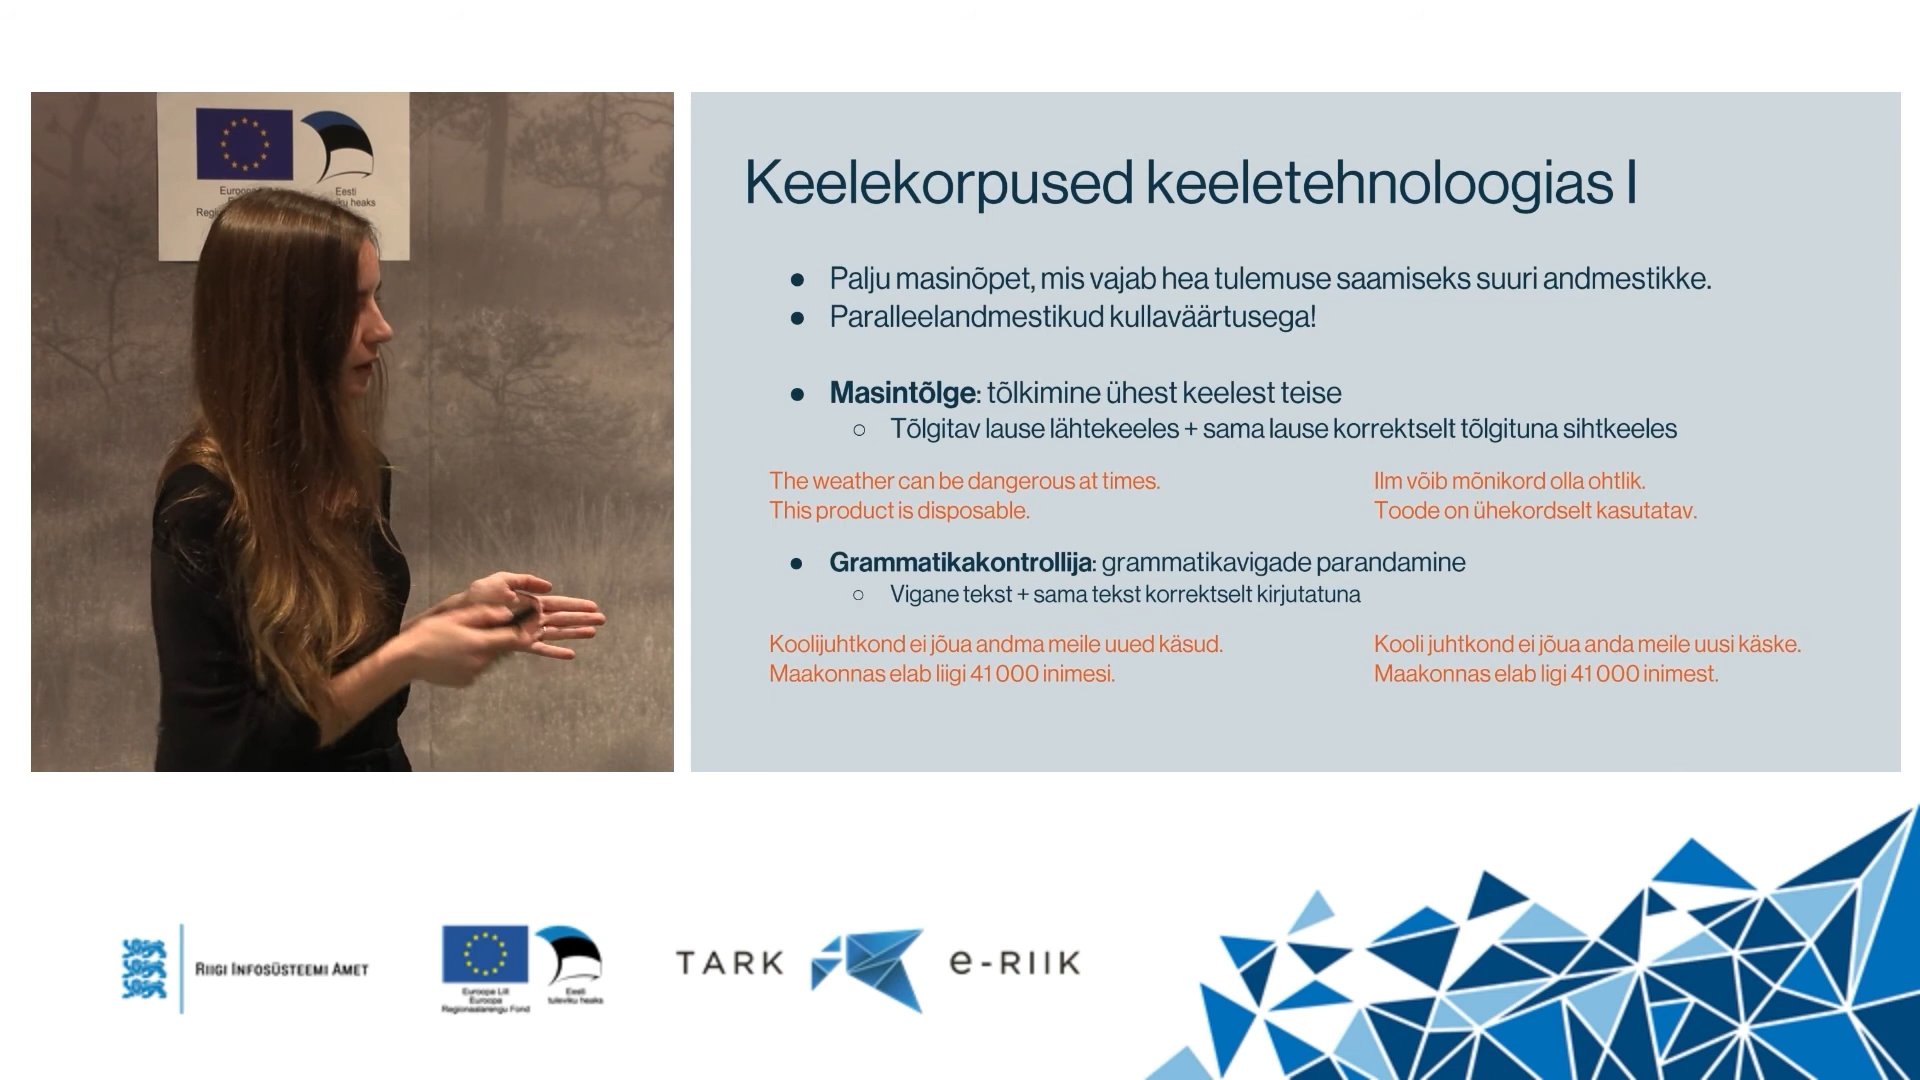 Euroopa
Eesti
tuleviku heaks
Keelekorpused keeletehnoloogias I
● Palju masinõpet, mis vajab hea tulemuse saamiseks suuri andmestikke.
● Paralleelandmestikud kullaväärtusega!
● Masintõlge: tõlkimine ühest keelest teise
○ Tõlgitav lause lähtekeeles + sama lause korrektselt tõlgituna sihtkeeles
The weather can be dangerous at times.
Ilm võib mõnikord olla ohtlik.
This product is disposable.
Toode on ühekordselt kasutatav.
● Grammatikakontrollija: grammatikavigade parandamine
○ Vigane tekst + sama tekst korrektselt kirjutatuna
Koolijuhtkond ei jõua andma meile uued käsud.
Kooli juhtkond ei jõua anda meile uusi käske.
Maakonnas elab liigi 41 000 inimesi.
Maakonnas elab ligi 41 000 inimest.
RIIGI INFOSÜSTEEMI AMET
Euroopa Liit
Euroopa
Regionaalarengu Fond
Eesti
tuleviku heaks
TARK e-RIIK